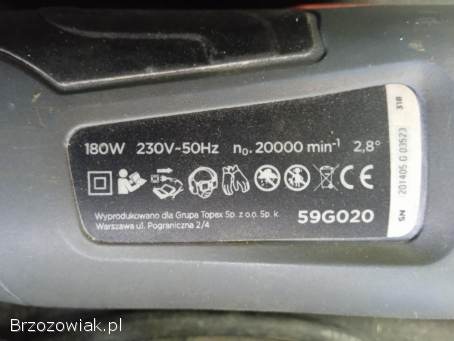 180W 230V~50Hz n₀. 20000 min⁻¹ 2,8°
CE
Wyprodukowano dla Grupa Topex Sp. z o.o. Sp. k.
Warszawa ul. Pograniczna 2/4
59G020
SN 201405 G 03523 318
Brzozowiak.pl